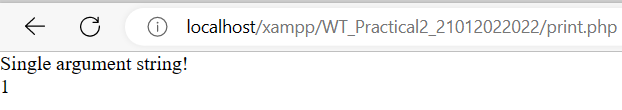 localhost/xampp/WT_Practical2_21012022022/print.php
Single argument string!
1